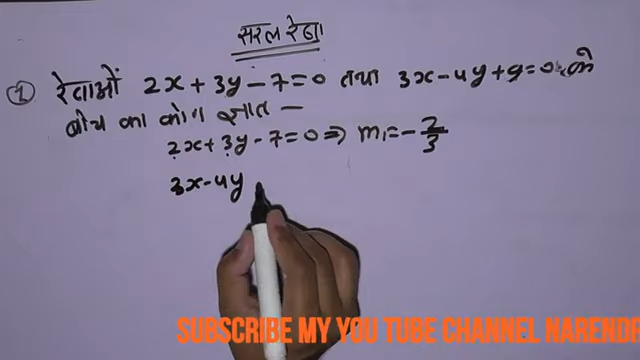 सरल रेखा
① रेखाओं 2x + 3y - 7 = 0 तथा 3x - 4y + 9 = 0 के
बीच का कोण ज्ञात -
2x + 3y - 7 = 0 ⇒ m₁ = - 2/3
3x - 4y
SUBSCRIBE MY YOU TUBE CHANNEL NARENDR